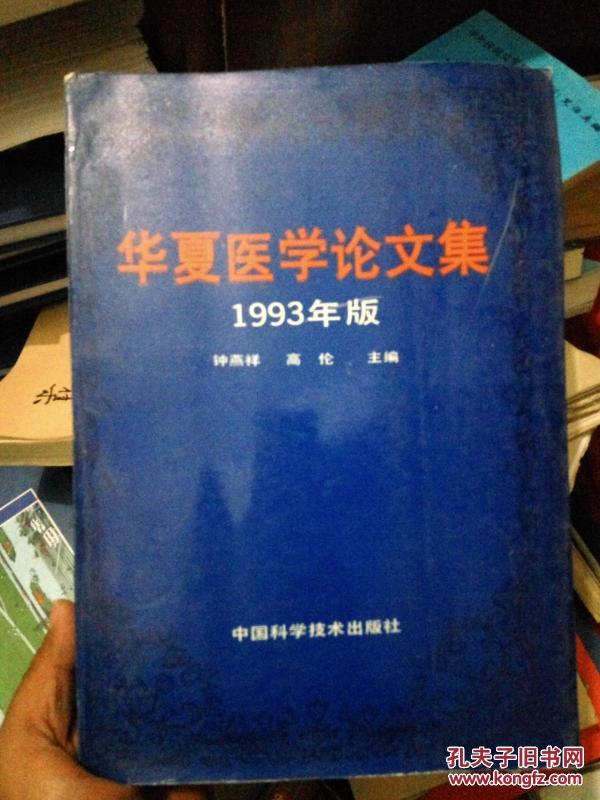 华夏医学论文集
1993年版
钟燕祥 高伦 主编
中国科学技术出版社
孔夫子旧书网
www.kongfz.com